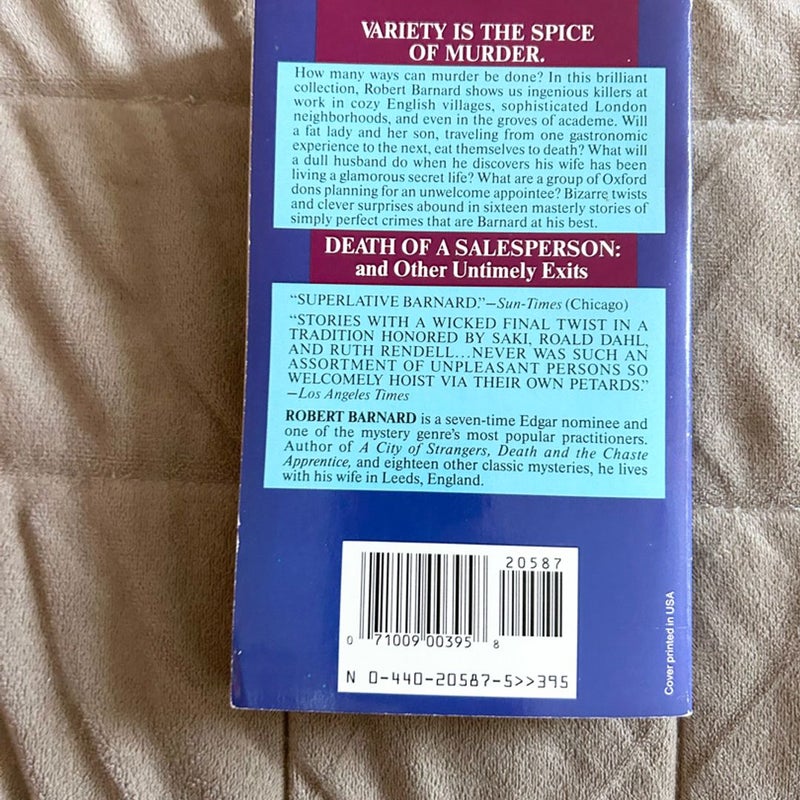 VARIETY IS THE SPICE
OF MURDER.
How many ways can murder be done? In this brilliant
collection, Robert Barnard shows us ingenious killers at
work in cozy English villages, sophisticated London
neighborhoods, and even in the groves of academe. Will
a fat lady and her son, traveling from one gastronomic
experience to the next, eat themselves to death? What will
a dull husband do when he discovers his wife has been
living a glamorous secret life? What are a group of Oxford
dons planning for an unwelcome appointee? Bizarre twists
and clever surprises abound in sixteen masterly stories of
simply perfect crimes that are Barnard at his best.
DEATH OF A SALESPERSON:
and Other Untimely Exits
“SUPERLATIVE BARNARD.”—Sun-Times (Chicago)
“STORIES WITH A WICKED FINAL TWIST IN A
TRADITION HONORED BY SAKI, ROALD DAHL,
AND RUTH RENDELL...NEVER WAS SUCH AN
ASSORTMENT OF UNPLEASANT PERSONS SO
WELCOMELY HOIST VIA THEIR OWN PETARDS.”
—Los Angeles Times
ROBERT BARNARD is a seven-time Edgar nominee and
one of the mystery genre's most popular practitioners.
Author of A City of Strangers, Death and the Chaste
Apprentice, and eighteen other classic mysteries, he lives
with his wife in Leeds, England.
20587
0 71009 00395 8
N 0-440-20587-5>>395
Cover printed in USA